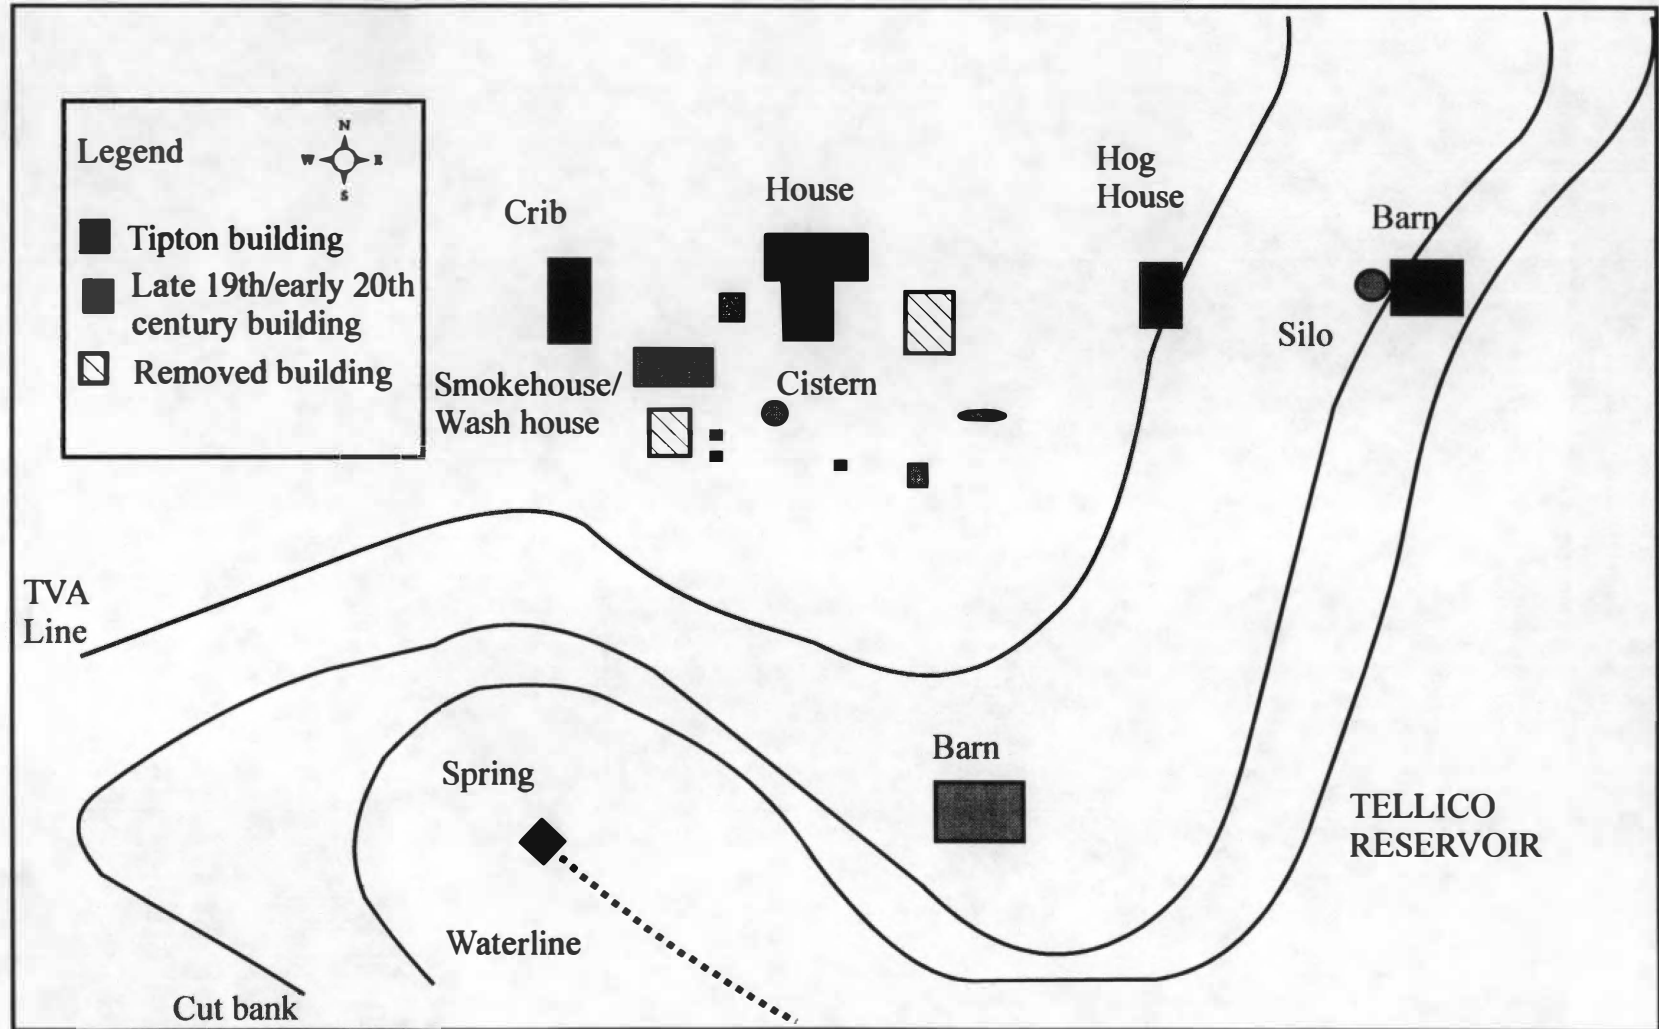 Legend
N
W E
S
Tipton building
Late 19th/early 20th
century building
Removed building
Crib
House
Hog
House
Barn
Silo
Smokehouse/
Wash house
Cistern
TVA
Line
Spring
Barn
TELLICO
RESERVOIR
Waterline
Cut bank